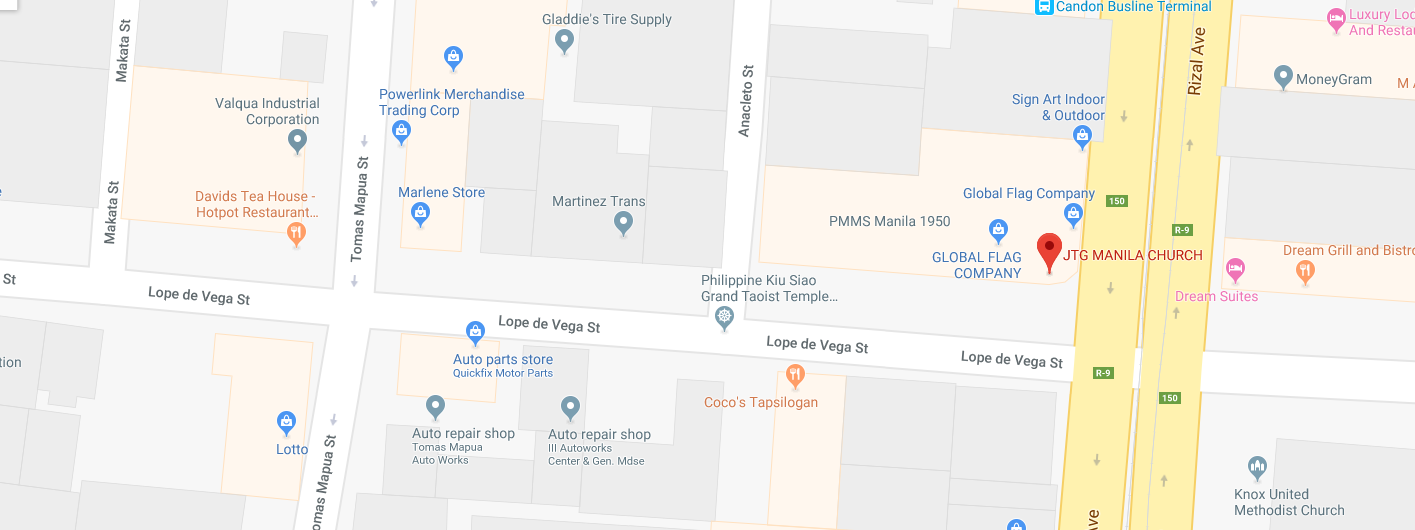 Candon Busline Terminal
Luxury Loc
And Restau
Gladdie's Tire Supply
Makata St
Rizal Ave
MoneyGram
M A
Powerlink Merchandise
Trading Corp
Valqua Industrial
Corporation
Anacleto St
Sign Art Indoor
& Outdoor
Tomas Mapua St
Marlene Store
Davids Tea House -
Hotpot Restaurant...
Makata St
Martinez Trans
Global Flag Company
150
PMMS Manila 1950
R-9
GLOBAL FLAG
COMPANY
JTG MANILA CHURCH
Dream Grill and Bistro
St
Lope de Vega St
Philippine Kiu Siao
Grand Taoist Temple...
Dream Suites
Lope de Vega St
Lope de Vega St
Lope de Vega St
tion
Auto parts store
Quickfix Motor Parts
R-9
150
Coco's Tapsilogan
Lotto
Auto repair shop
Tomas Mapua
Auto Works
Auto repair shop
III Autoworks
Center & Gen. Mdse
omas Mapua St
Knox United
Methodist Church
Ave